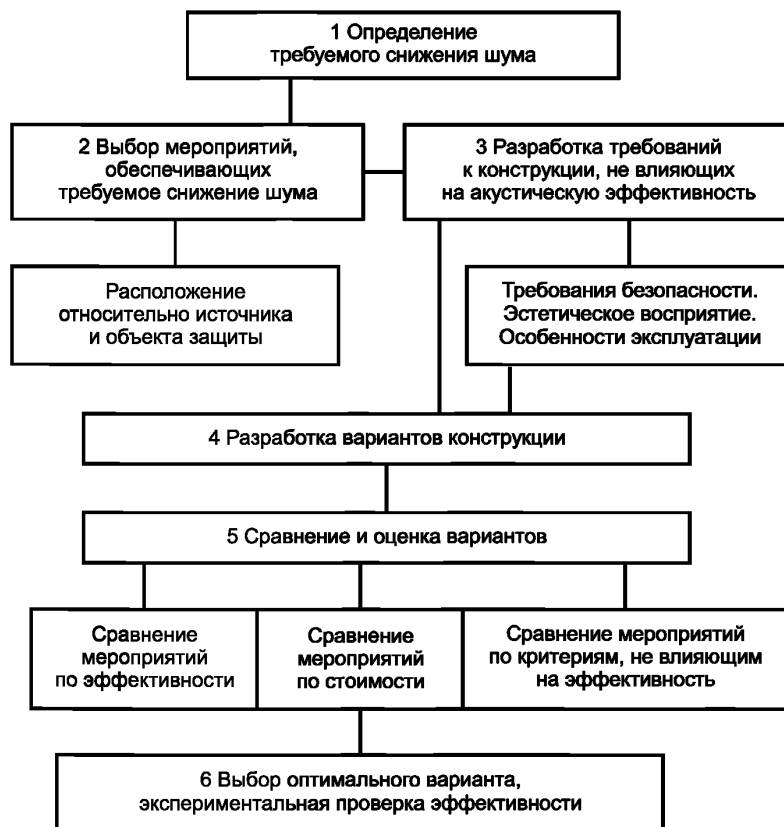 1 Определение
требуемого снижения шума
2 Выбор мероприятий,
обеспечивающих
требуемое снижение шума
3 Разработка требований
к конструкции, не влияющих
на акустическую эффективность
Расположение
относительно источника
и объекта защиты
Требования безопасности.
Эстетическое восприятие.
Особенности эксплуатации
4 Разработка вариантов конструкции
5 Сравнение и оценка вариантов
Сравнение
мероприятий
по эффективности
Сравнение
мероприятий
по стоимости
Сравнение мероприятий
по критериям, не влияющим
на эффективность
6 Выбор оптимального варианта,
экспериментальная проверка эффективности